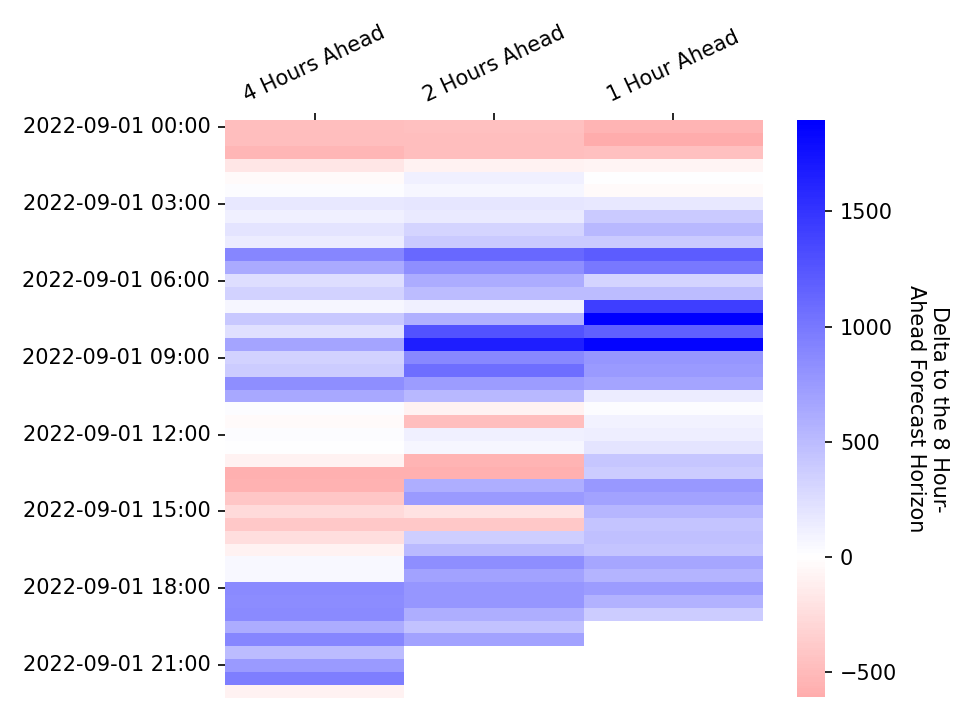 4 Hours Ahead
2 Hours Ahead
1 Hour Ahead
2022-09-01 00:00
2022-09-01 03:00
2022-09-01 06:00
2022-09-01 09:00
2022-09-01 12:00
2022-09-01 15:00
2022-09-01 18:00
2022-09-01 21:00
1500
1000
500
0
−500
Delta to the 8 Hour-
Ahead Forecast Horizon